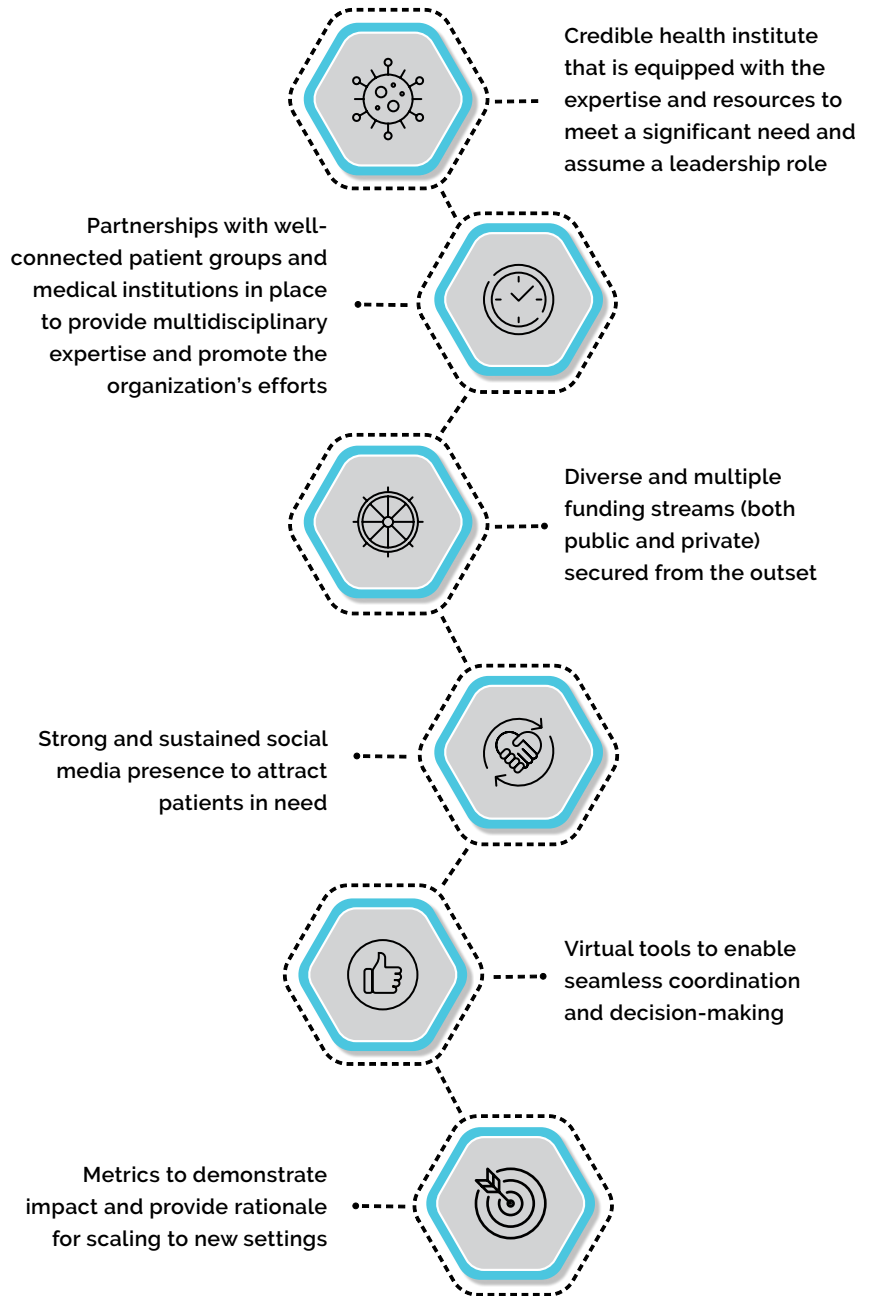 Credible health institute
that is equipped with the
expertise and resources to
meet a significant need and
assume a leadership role
Partnerships with well-
connected patient groups and
medical institutions in place
to provide multidisciplinary
expertise and promote the
organization’s efforts
Diverse and multiple
funding streams (both
public and private)
secured from the outset
Strong and sustained social
media presence to attract
patients in need
Virtual tools to enable
seamless coordination
and decision-making
Metrics to demonstrate
impact and provide rationale
for scaling to new settings